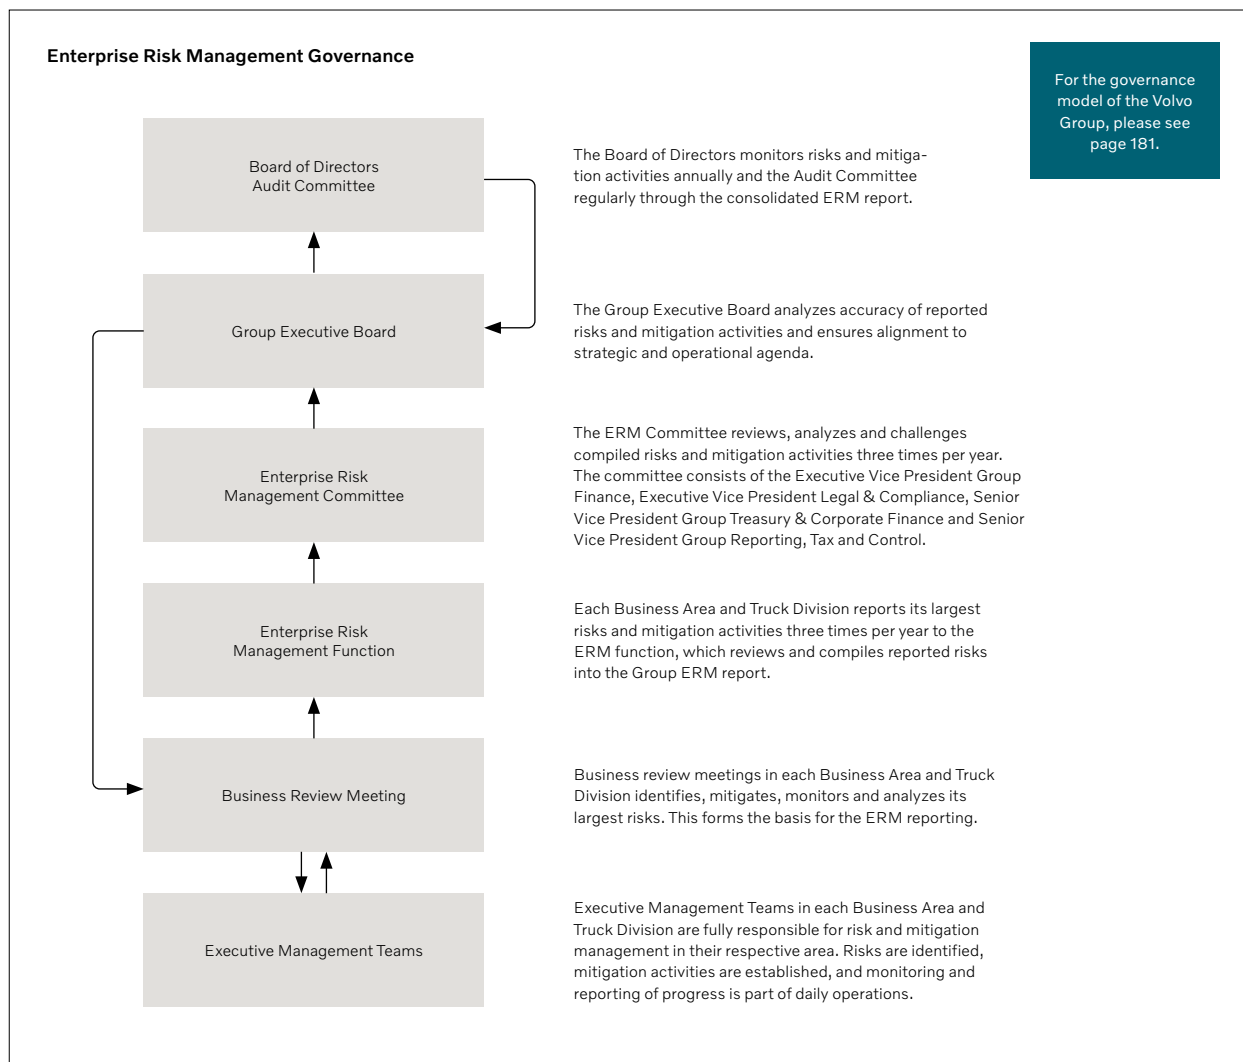 Enterprise Risk Management Governance
For the governance
model of the Volvo
Group, please see
page 181.
Board of Directors
Audit Committee
The Board of Directors monitors risks and mitiga-
tion activities annually and the Audit Committee
regularly through the consolidated ERM report.
Group Executive Board
The Group Executive Board analyzes accuracy of reported
risks and mitigation activities and ensures alignment to
strategic and operational agenda.
Enterprise Risk
Management Committee
The ERM Committee reviews, analyzes and challenges
compiled risks and mitigation activities three times per year.
The committee consists of the Executive Vice President Group
Finance, Executive Vice President Legal & Compliance, Senior
Vice President Group Treasury & Corporate Finance and Senior
Vice President Group Reporting, Tax and Control.
Enterprise Risk
Management Function
Each Business Area and Truck Division reports its largest
risks and mitigation activities three times per year to the
ERM function, which reviews and compiles reported risks
into the Group ERM report.
Business Review Meeting
Business review meetings in each Business Area and Truck
Division identifies, mitigates, monitors and analyzes its
largest risks. This forms the basis for the ERM reporting.
Executive Management Teams
Executive Management Teams in each Business Area and
Truck Division are fully responsible for risk and mitigation
management in their respective area. Risks are identified,
mitigation activities are established, and monitoring and
reporting of progress is part of daily operations.